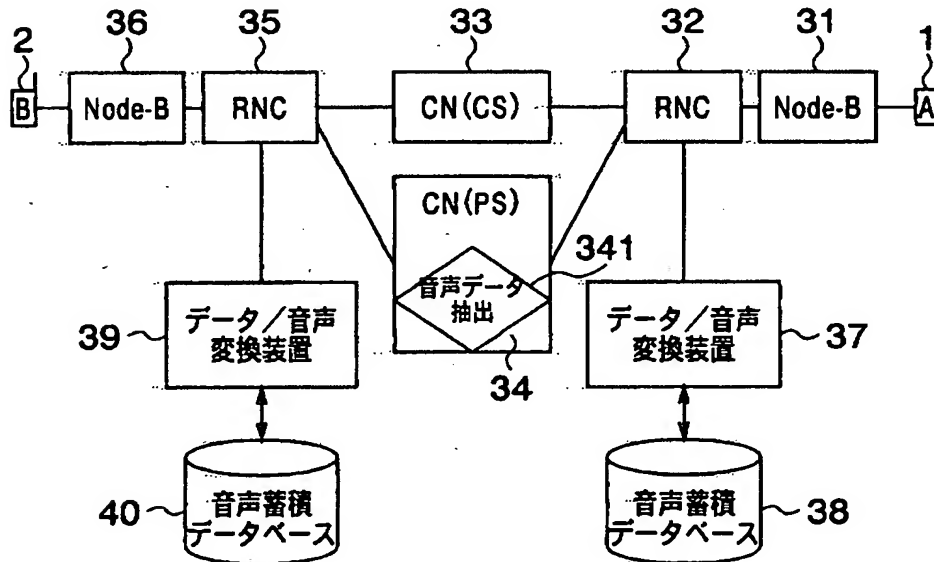 2
36
35
33
32
31
1
B
Node-B
RNC
CN(CS)
RNC
Node-B
A
CN(PS)
341
音声データ
抽出
34
39
データ／音声
変換装置
データ／音声
変換装置
37
40
音声蓄積
データベース
音声蓄積
データベース
38